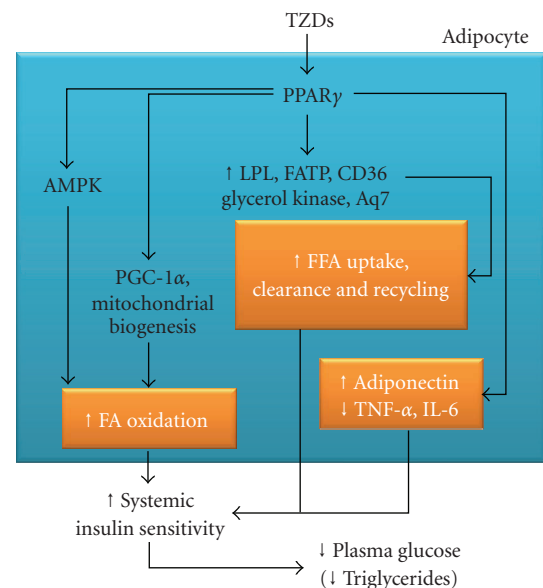 TZDs
Adipocyte
PPARγ
AMPK
↑ LPL, FATP, CD36
glycerol kinase, Aq7
PGC-1α,
mitochondrial
biogenesis
↑ FFA uptake,
clearance and recycling
↑ Adiponectin
↓ TNF-α, IL-6
↑ FA oxidation
↑ Systemic
insulin sensitivity
↓ Plasma glucose
(↓ Triglycerides)